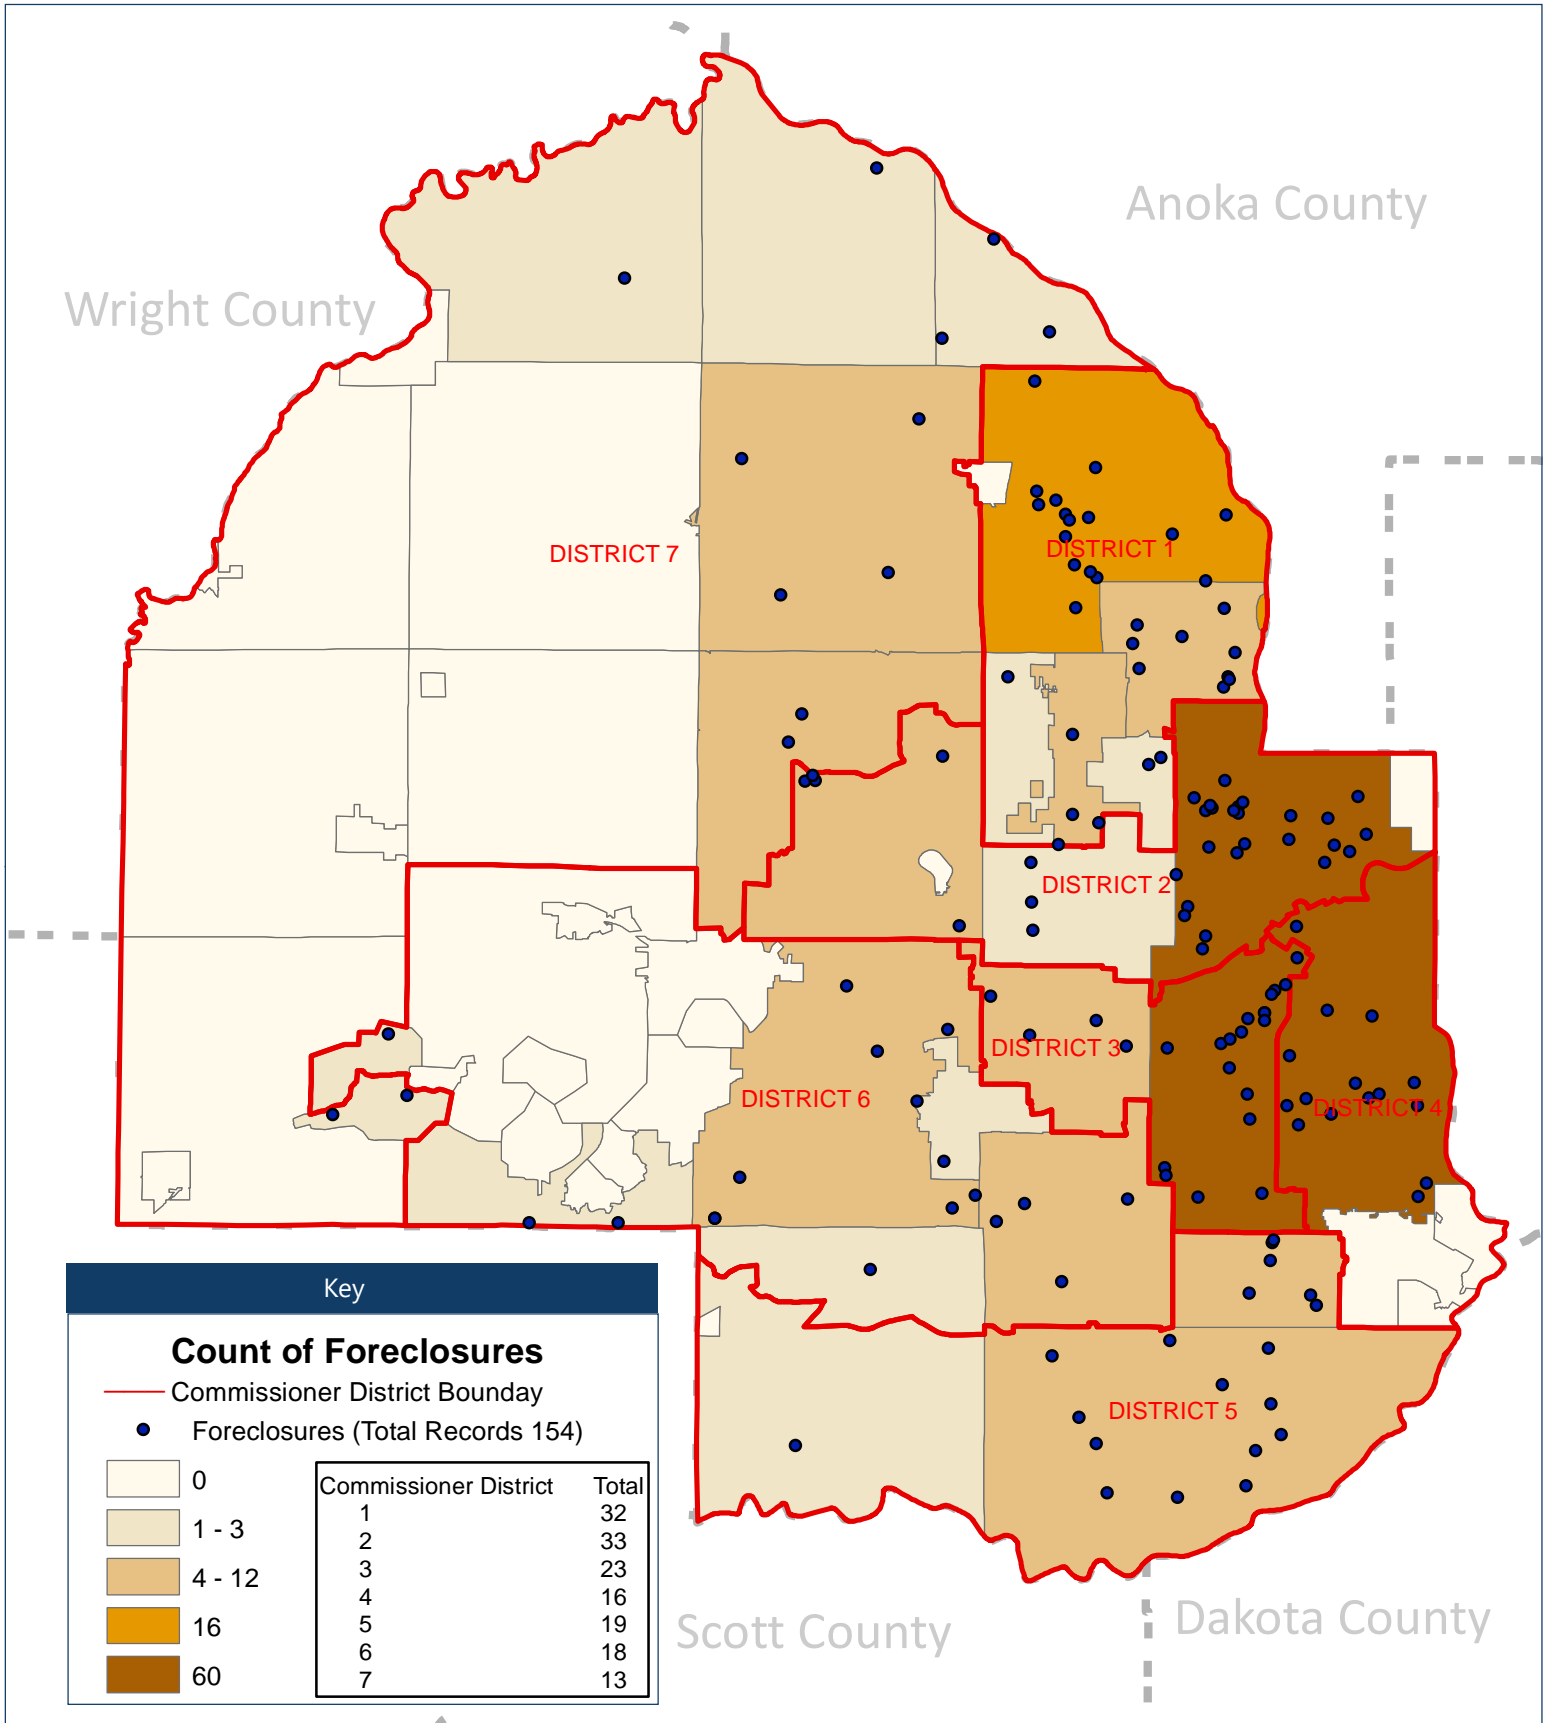 Anoka County
Wright County
DISTRICT 7
DISTRICT 1
DISTRICT 2
DISTRICT 3
DISTRICT 6
DISTRICT 4
DISTRICT 5
Key
Count of Foreclosures
Commissioner District Bounday
Foreclosures (Total Records 154)
0
1 - 3
4 - 12
16
60
Commissioner District Total
1 32
2 33
3 23
4 16
5 19
6 18
7 13
Scott County
Dakota County